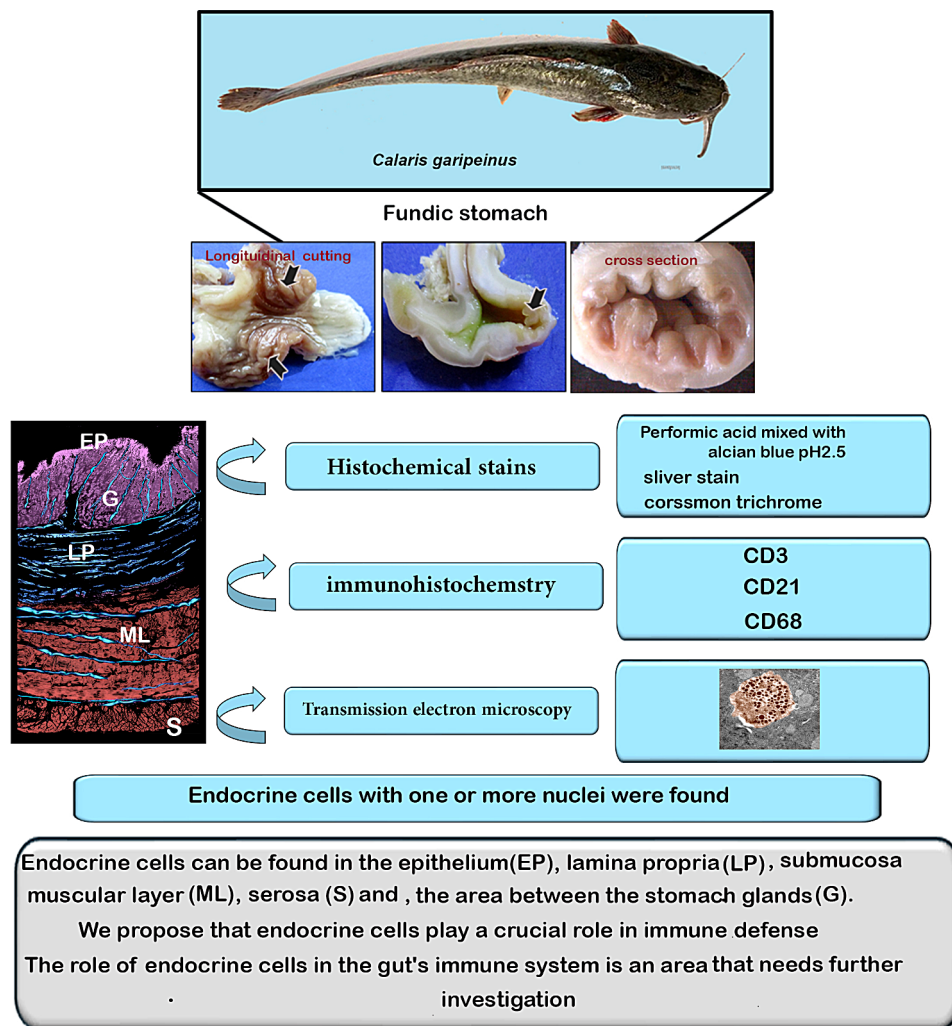 Calaris garipeinus
Fundic stomach
Longituidinal cutting
cross section
EP
G
LP
ML
S
Histochemical stains
Performic acid mixed with
alcian blue pH2.5
sliver stain
corssmon trichrome
immunohistochemstry
CD3
CD21
CD68
Transmission electron microscopy
Endocrine cells with one or more nuclei were found
Endocrine cells can be found in the epithelium(EP), lamina propria(LP), submucosa
muscular layer(ML), serosa (S) and , the area between the stomach glands(G).
We propose that endocrine cells play a crucial role in immune defense
The role of endocrine cells in the gut's immune system is an area that needs further
. investigation